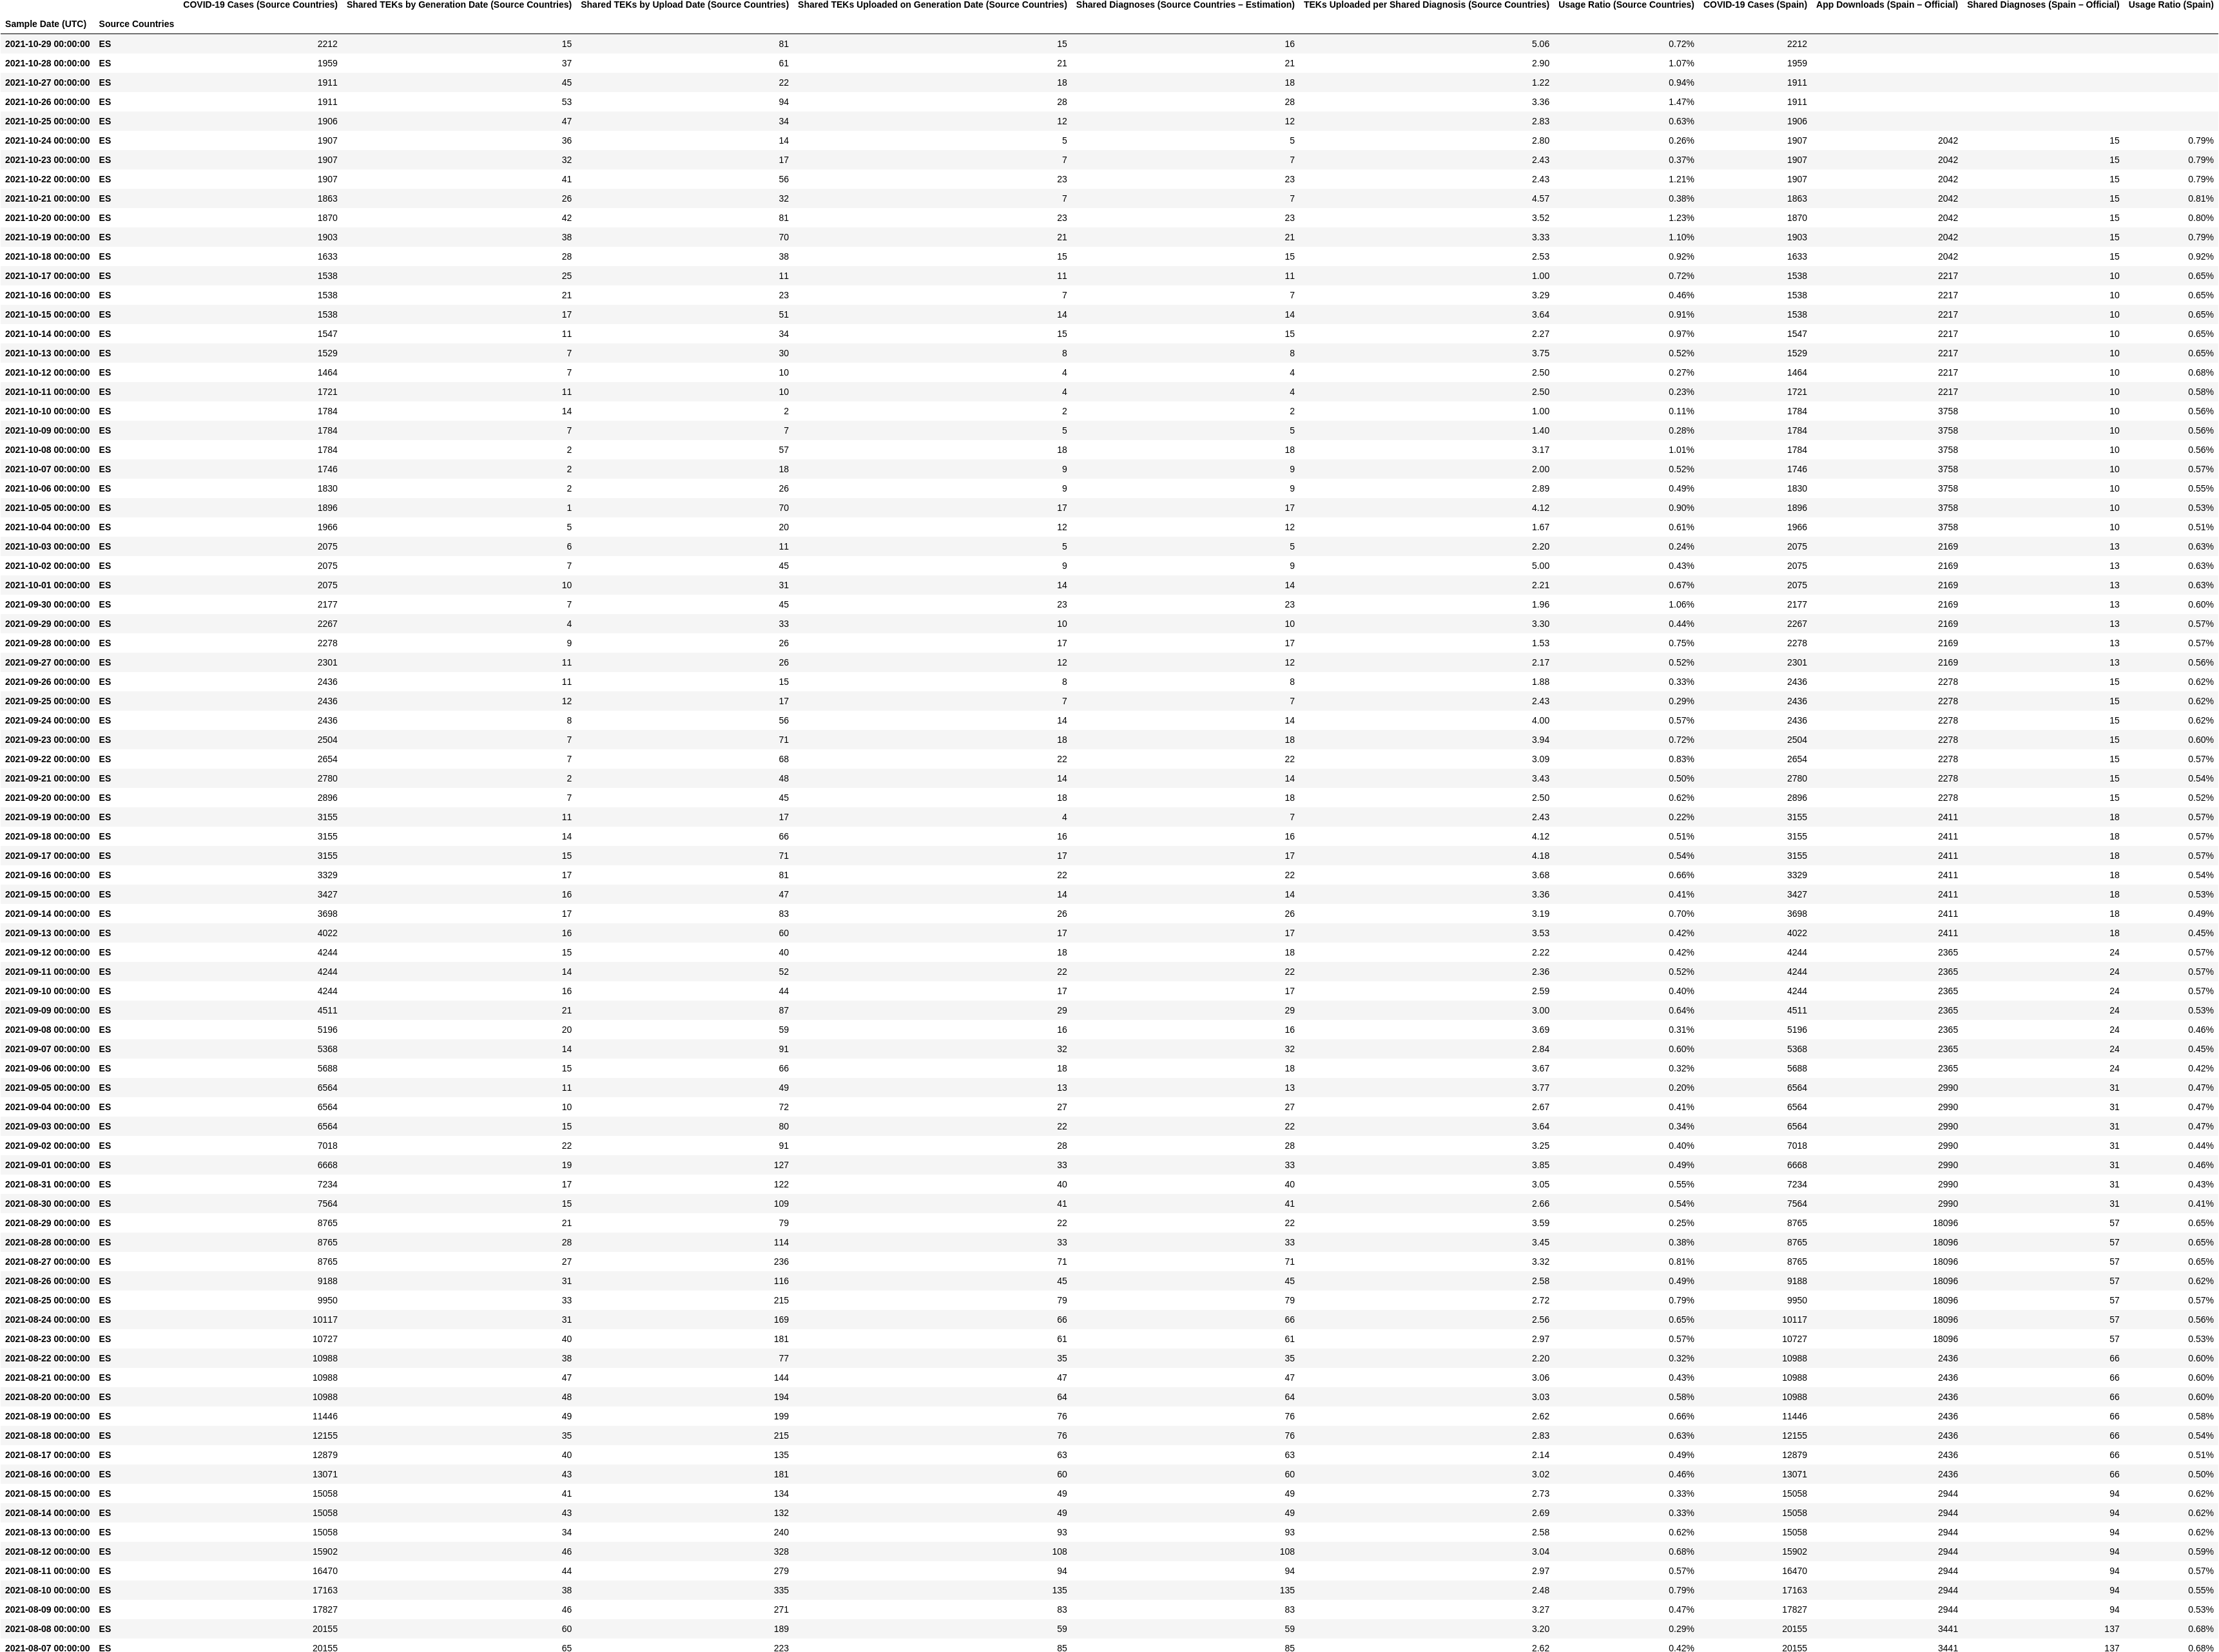 COVID-19 Cases (Source Countries) Shared TEKs by Generation Date (Source Countries) Shared TEKs by Upload Date (Source Countries) Shared TEKs Uploaded on Generation Date (Source Countries) Shared Diagnoses (Source Countries – Estimation) TEKs Uploaded per Shared Diagnosis (Source Countries) Usage Ratio (Source Countries) COVID-19 Cases (Spain) App Downloads (Spain – Official) Shared Diagnoses (Spain – Official) Usage Ratio (Spain)
Sample Date (UTC) Source Countries
2021-10-29 00:00:00 ES 2212 15 81 15 16 5.06 0.72% 2212
2021-10-28 00:00:00 ES 1959 37 61 21 21 2.90 1.07% 1959
2021-10-27 00:00:00 ES 1911 45 22 18 18 1.22 0.94% 1911
2021-10-26 00:00:00 ES 1911 53 94 28 28 3.36 1.47% 1911
2021-10-25 00:00:00 ES 1906 47 34 12 12 2.83 0.63% 1906
2021-10-24 00:00:00 ES 1907 36 14 5 5 2.80 0.26% 1907 2042 15 0.79%
2021-10-23 00:00:00 ES 1907 32 17 7 7 2.43 0.37% 1907 2042 15 0.79%
2021-10-22 00:00:00 ES 1907 41 56 23 23 2.43 1.21% 1907 2042 15 0.79%
2021-10-21 00:00:00 ES 1863 26 32 7 7 4.57 0.38% 1863 2042 15 0.81%
2021-10-20 00:00:00 ES 1870 42 81 23 23 3.52 1.23% 1870 2042 15 0.80%
2021-10-19 00:00:00 ES 1903 38 70 21 21 3.33 1.10% 1903 2042 15 0.79%
2021-10-18 00:00:00 ES 1633 28 38 15 15 2.53 0.92% 1633 2042 15 0.92%
2021-10-17 00:00:00 ES 1538 25 11 11 11 1.00 0.72% 1538 2217 10 0.65%
2021-10-16 00:00:00 ES 1538 21 23 7 7 3.29 0.46% 1538 2217 10 0.65%
2021-10-15 00:00:00 ES 1538 17 51 14 14 3.64 0.91% 1538 2217 10 0.65%
2021-10-14 00:00:00 ES 1547 11 34 15 15 2.27 0.97% 1547 2217 10 0.65%
2021-10-13 00:00:00 ES 1529 7 30 8 8 3.75 0.52% 1529 2217 10 0.65%
2021-10-12 00:00:00 ES 1464 7 10 4 4 2.50 0.27% 1464 2217 10 0.68%
2021-10-11 00:00:00 ES 1721 11 10 4 4 2.50 0.23% 1721 2217 10 0.58%
2021-10-10 00:00:00 ES 1784 14 2 2 2 1.00 0.11% 1784 3758 10 0.56%
2021-10-09 00:00:00 ES 1784 7 7 5 5 1.40 0.28% 1784 3758 10 0.56%
2021-10-08 00:00:00 ES 1784 2 57 18 18 3.17 1.01% 1784 3758 10 0.56%
2021-10-07 00:00:00 ES 1746 2 18 9 9 2.00 0.52% 1746 3758 10 0.57%
2021-10-06 00:00:00 ES 1830 2 26 9 9 2.89 0.49% 1830 3758 10 0.55%
2021-10-05 00:00:00 ES 1896 1 70 17 17 4.12 0.90% 1896 3758 10 0.53%
2021-10-04 00:00:00 ES 1966 5 20 12 12 1.67 0.61% 1966 3758 10 0.51%
2021-10-03 00:00:00 ES 2075 6 11 5 5 2.20 0.24% 2075 2169 13 0.63%
2021-10-02 00:00:00 ES 2075 7 45 9 9 5.00 0.43% 2075 2169 13 0.63%
2021-10-01 00:00:00 ES 2075 10 31 14 14 2.21 0.67% 2075 2169 13 0.63%
2021-09-30 00:00:00 ES 2177 7 45 23 23 1.96 1.06% 2177 2169 13 0.60%
2021-09-29 00:00:00 ES 2267 4 33 10 10 3.30 0.44% 2267 2169 13 0.57%
2021-09-28 00:00:00 ES 2278 9 26 17 17 1.53 0.75% 2278 2169 13 0.57%
2021-09-27 00:00:00 ES 2301 11 26 12 12 2.17 0.52% 2301 2169 13 0.56%
2021-09-26 00:00:00 ES 2436 11 15 8 8 1.88 0.33% 2436 2278 15 0.62%
2021-09-25 00:00:00 ES 2436 12 17 7 7 2.43 0.29% 2436 2278 15 0.62%
2021-09-24 00:00:00 ES 2436 8 56 14 14 4.00 0.57% 2436 2278 15 0.62%
2021-09-23 00:00:00 ES 2504 7 71 18 18 3.94 0.72% 2504 2278 15 0.60%
2021-09-22 00:00:00 ES 2654 7 68 22 22 3.09 0.83% 2654 2278 15 0.57%
2021-09-21 00:00:00 ES 2780 2 48 14 14 3.43 0.50% 2780 2278 15 0.54%
2021-09-20 00:00:00 ES 2896 7 45 18 18 2.50 0.62% 2896 2278 15 0.52%
2021-09-19 00:00:00 ES 3155 11 17 4 7 2.43 0.22% 3155 2411 18 0.57%
2021-09-18 00:00:00 ES 3155 14 66 16 16 4.12 0.51% 3155 2411 18 0.57%
2021-09-17 00:00:00 ES 3155 15 71 17 17 4.18 0.54% 3155 2411 18 0.57%
2021-09-16 00:00:00 ES 3329 17 81 22 22 3.68 0.66% 3329 2411 18 0.54%
2021-09-15 00:00:00 ES 3427 16 47 14 14 3.36 0.41% 3427 2411 18 0.53%
2021-09-14 00:00:00 ES 3698 17 83 26 26 3.19 0.70% 3698 2411 18 0.49%
2021-09-13 00:00:00 ES 4022 16 60 17 17 3.53 0.42% 4022 2411 18 0.45%
2021-09-12 00:00:00 ES 4244 15 40 18 18 2.22 0.42% 4244 2365 24 0.57%
2021-09-11 00:00:00 ES 4244 14 52 22 22 2.36 0.52% 4244 2365 24 0.57%
2021-09-10 00:00:00 ES 4244 16 44 17 17 2.59 0.40% 4244 2365 24 0.57%
2021-09-09 00:00:00 ES 4511 21 87 29 29 3.00 0.64% 4511 2365 24 0.53%
2021-09-08 00:00:00 ES 5196 20 59 16 16 3.69 0.31% 5196 2365 24 0.46%
2021-09-07 00:00:00 ES 5368 14 91 32 32 2.84 0.60% 5368 2365 24 0.45%
2021-09-06 00:00:00 ES 5688 15 66 18 18 3.67 0.32% 5688 2365 24 0.42%
2021-09-05 00:00:00 ES 6564 11 49 13 13 3.77 0.20% 6564 2990 31 0.47%
2021-09-04 00:00:00 ES 6564 10 72 27 27 2.67 0.41% 6564 2990 31 0.47%
2021-09-03 00:00:00 ES 6564 15 80 22 22 3.64 0.34% 6564 2990 31 0.47%
2021-09-02 00:00:00 ES 7018 22 91 28 28 3.25 0.40% 7018 2990 31 0.44%
2021-09-01 00:00:00 ES 6668 19 127 33 33 3.85 0.49% 6668 2990 31 0.46%
2021-08-31 00:00:00 ES 7234 17 122 40 40 3.05 0.55% 7234 2990 31 0.43%
2021-08-30 00:00:00 ES 7564 15 109 41 41 2.66 0.54% 7564 2990 31 0.41%
2021-08-29 00:00:00 ES 8765 21 79 22 22 3.59 0.25% 8765 18096 57 0.65%
2021-08-28 00:00:00 ES 8765 28 114 33 33 3.45 0.38% 8765 18096 57 0.65%
2021-08-27 00:00:00 ES 8765 27 236 71 71 3.32 0.81% 8765 18096 57 0.65%
2021-08-26 00:00:00 ES 9188 31 116 45 45 2.58 0.49% 9188 18096 57 0.62%
2021-08-25 00:00:00 ES 9950 33 215 79 79 2.72 0.79% 9950 18096 57 0.57%
2021-08-24 00:00:00 ES 10117 31 169 66 66 2.56 0.65% 10117 18096 57 0.56%
2021-08-23 00:00:00 ES 10727 40 181 61 61 2.97 0.57% 10727 18096 57 0.53%
2021-08-22 00:00:00 ES 10988 38 77 35 35 2.20 0.32% 10988 2436 66 0.60%
2021-08-21 00:00:00 ES 10988 47 144 47 47 3.06 0.43% 10988 2436 66 0.60%
2021-08-20 00:00:00 ES 10988 48 194 64 64 3.03 0.58% 10988 2436 66 0.60%
2021-08-19 00:00:00 ES 11446 49 199 76 76 2.62 0.66% 11446 2436 66 0.58%
2021-08-18 00:00:00 ES 12155 35 215 76 76 2.83 0.63% 12155 2436 66 0.54%
2021-08-17 00:00:00 ES 12879 40 135 63 63 2.14 0.49% 12879 2436 66 0.51%
2021-08-16 00:00:00 ES 13071 43 181 60 60 3.02 0.46% 13071 2436 66 0.50%
2021-08-15 00:00:00 ES 15058 41 134 49 49 2.73 0.33% 15058 2944 94 0.62%
2021-08-14 00:00:00 ES 15058 43 132 49 49 2.69 0.33% 15058 2944 94 0.62%
2021-08-13 00:00:00 ES 15058 34 240 93 93 2.58 0.62% 15058 2944 94 0.62%
2021-08-12 00:00:00 ES 15902 46 328 108 108 3.04 0.68% 15902 2944 94 0.59%
2021-08-11 00:00:00 ES 16470 44 279 94 94 2.97 0.57% 16470 2944 94 0.57%
2021-08-10 00:00:00 ES 17163 38 335 135 135 2.48 0.79% 17163 2944 94 0.55%
2021-08-09 00:00:00 ES 17827 46 271 83 83 3.27 0.47% 17827 2944 94 0.53%
2021-08-08 00:00:00 ES 20155 60 189 59 59 3.20 0.29% 20155 3441 137 0.68%
2021-08-07 00:00:00 ES 20155 65 223 85 85 2.62 0.42% 20155 3441 137 0.68%